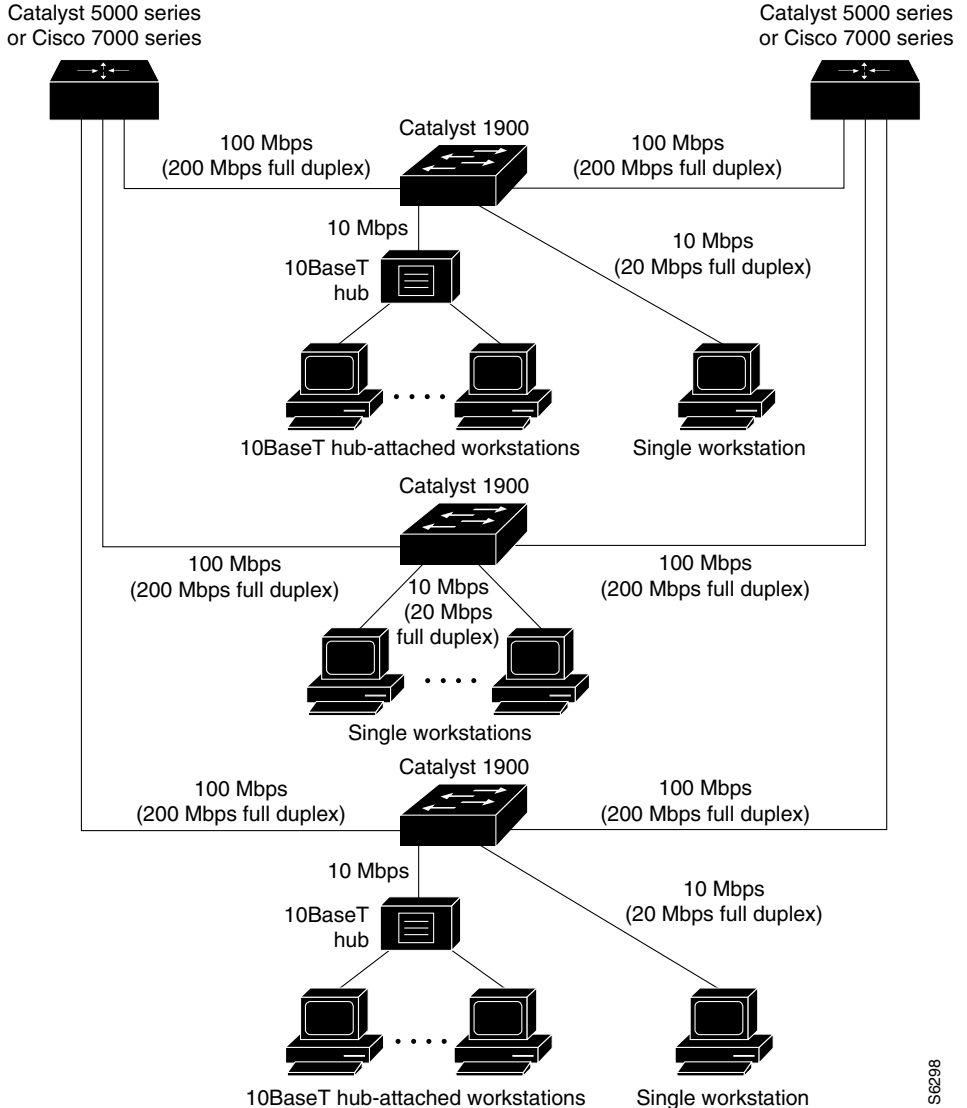 Catalyst 5000 series
or Cisco 7000 series
Catalyst 5000 series
or Cisco 7000 series
Catalyst 1900
100 Mbps
(200 Mbps full duplex)
100 Mbps
(200 Mbps full duplex)
10 Mbps
10 Mbps
(20 Mbps full duplex)
10BaseT
hub
10BaseT hub-attached workstations
Single workstation
Catalyst 1900
100 Mbps
(200 Mbps full duplex)
10 Mbps
(20 Mbps
full duplex)
100 Mbps
(200 Mbps full duplex)
Single workstations
Catalyst 1900
100 Mbps
(200 Mbps full duplex)
100 Mbps
(200 Mbps full duplex)
10 Mbps
10 Mbps
(20 Mbps full duplex)
10BaseT
hub
10BaseT hub-attached workstations
Single workstation
S6298